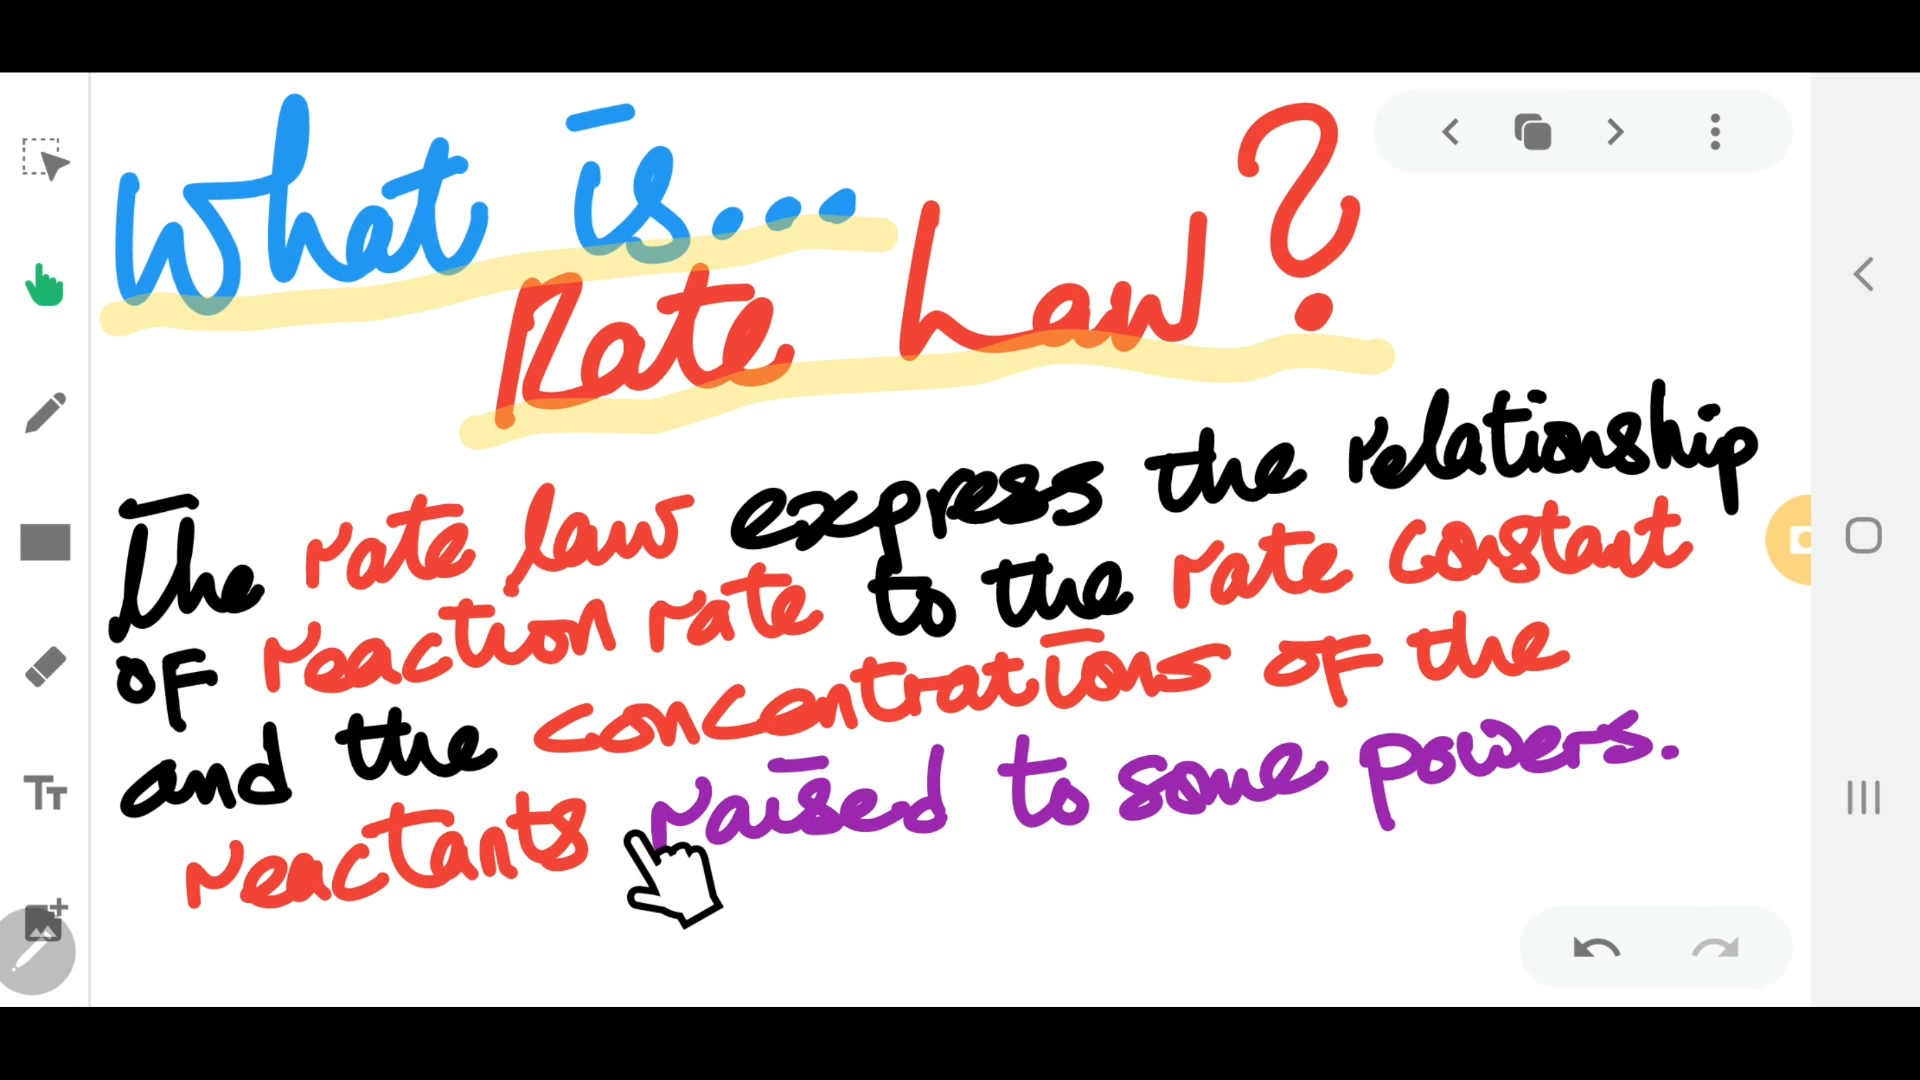 What is...
Rate Law?
The rate law express the relationship
of reaction rate to the rate constant
and the concentrations of the
reactants raised to some powers.
TT